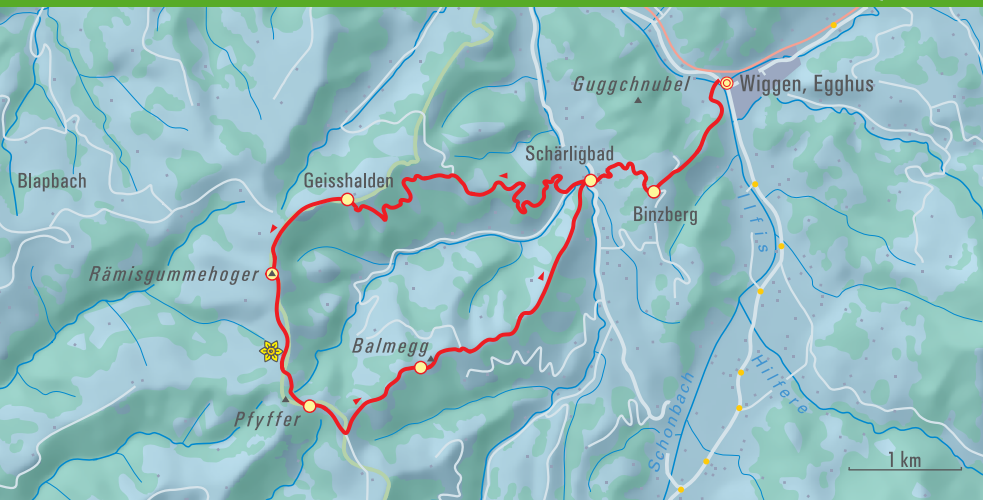 Guggchnubel
Wiggen, Egghus
Schärligbad
Blapbach
Geisshalden
Binzberg
Ilfis
Rämisgummehoger
Balmegg
Hilfere
Pfyffer
Schonbach
1 km